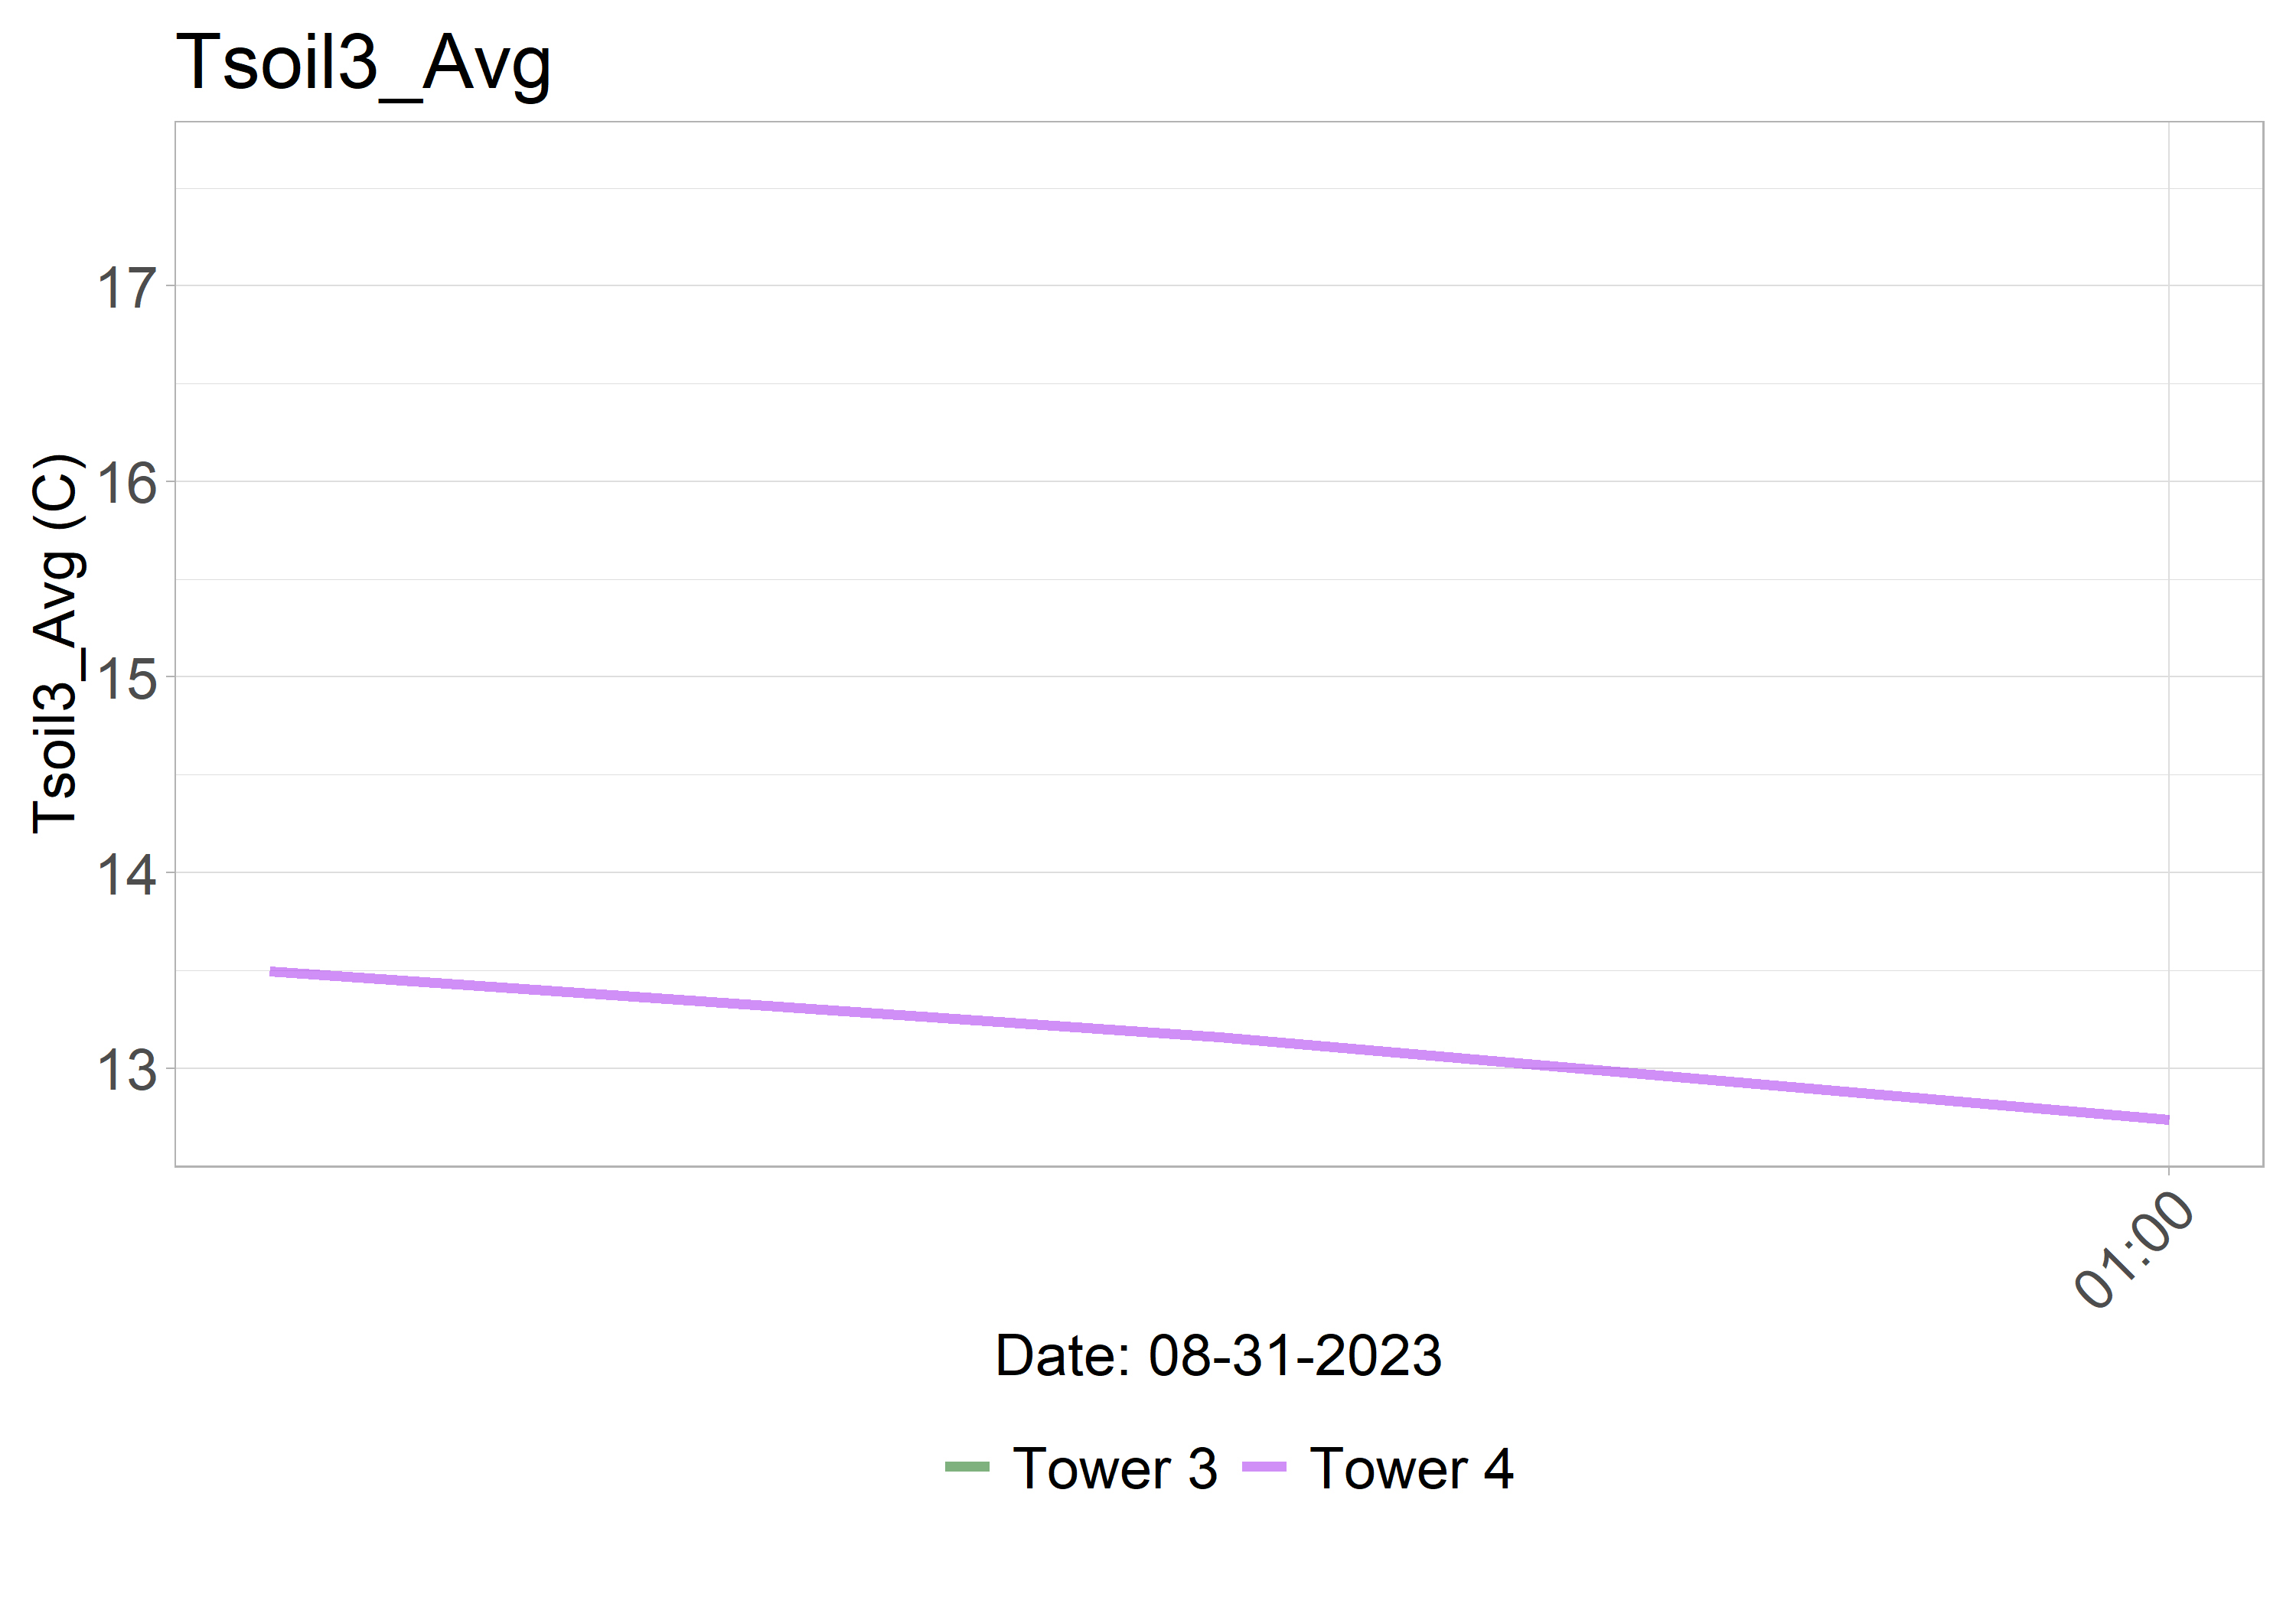 Tsoil3_Avg
Tsoil3_Avg (C)
17
16
15
14
13
01:00
Date: 08-31-2023
Tower 3 Tower 4